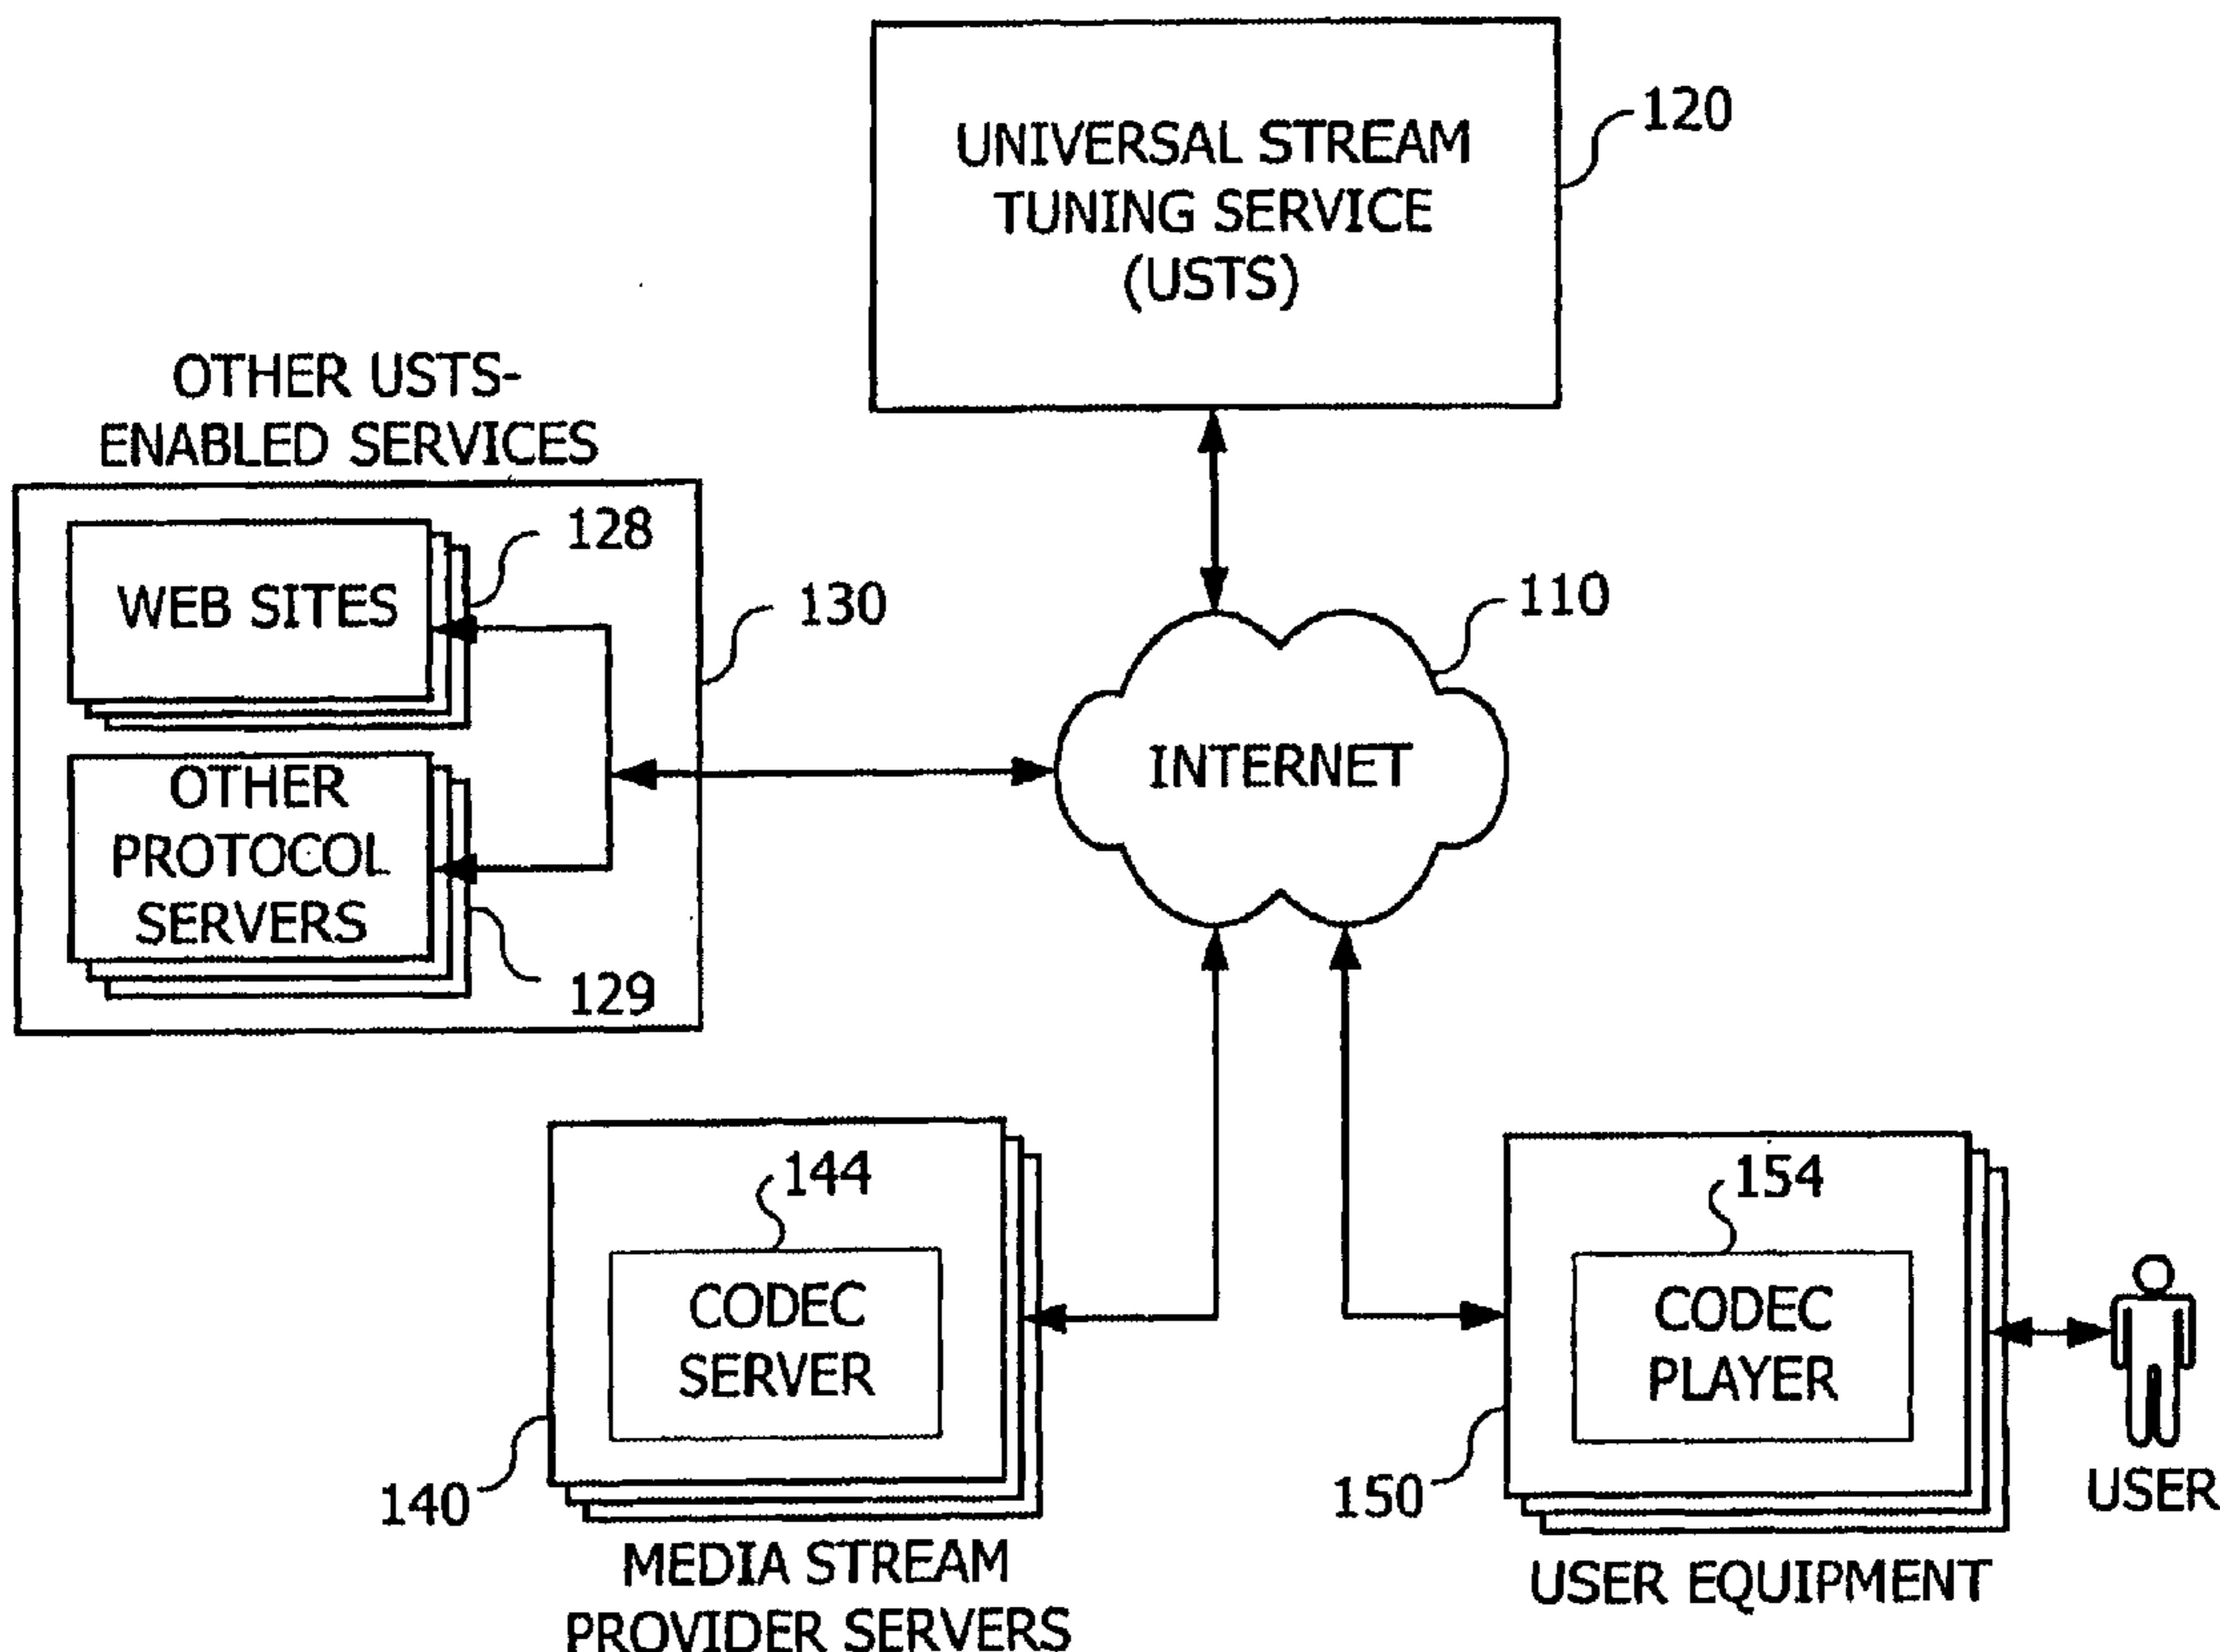 UNIVERSAL STREAM
TUNING SERVICE
(USTS)
120
OTHER USTS-
ENABLED SERVICES
WEB SITES
128
130
OTHER
PROTOCOL
SERVERS
129
110
INTERNET
144
CODEC
SERVER
140
MEDIA STREAM
PROVIDER SERVERS
154
CODEC
PLAYER
150
USER EQUIPMENT
USER